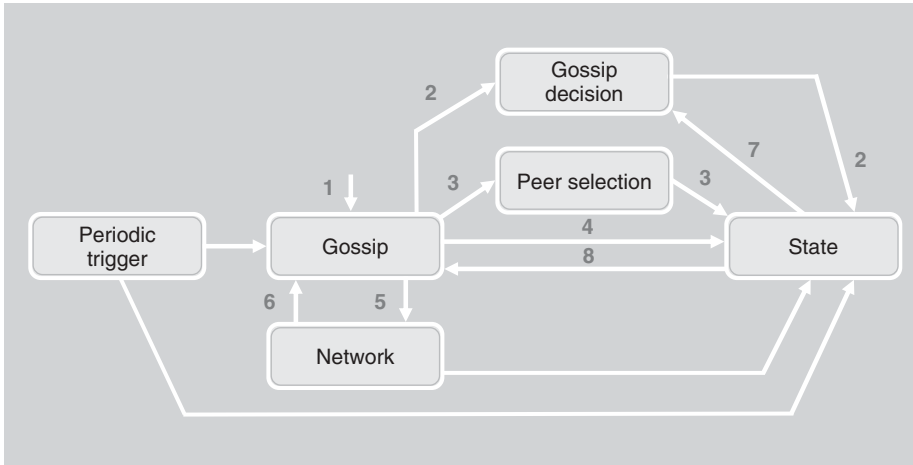 Gossip
decision
2
7
2
1
3
Peer selection
3
Periodic
trigger
Gossip
4
8
State
6
5
Network